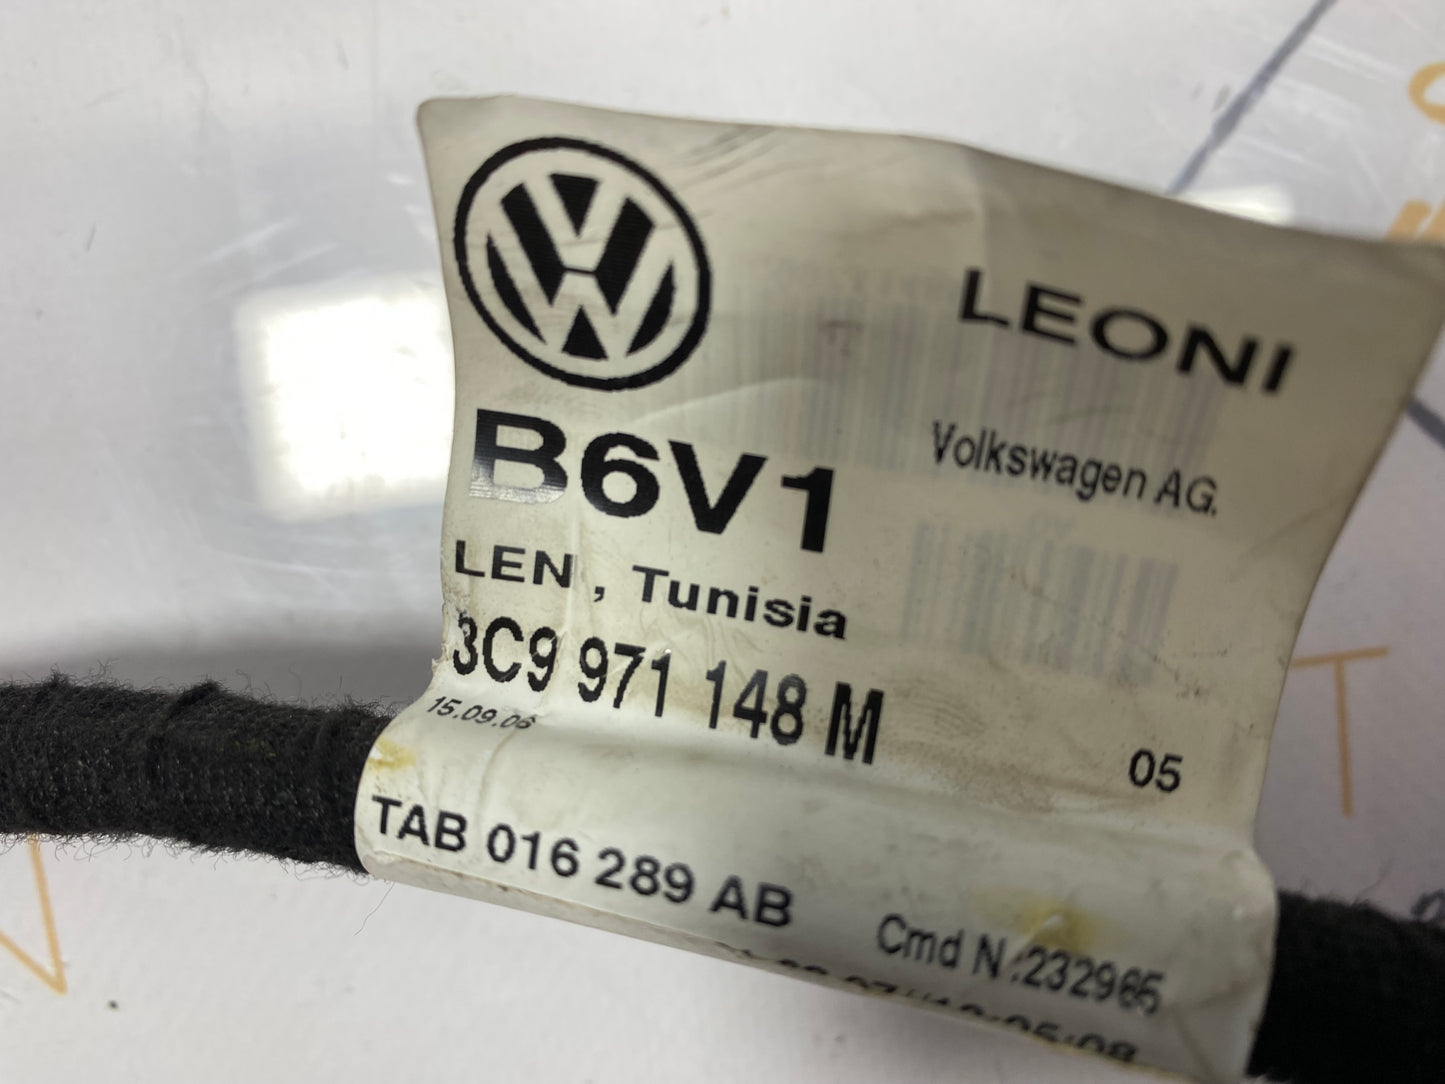 LEONI
Volkswagen AG.
B6V1
LEN , Tunisia
3C9 971 148 M
15.09.06
05
TAB 016 289 AB
Cmd N.:232965